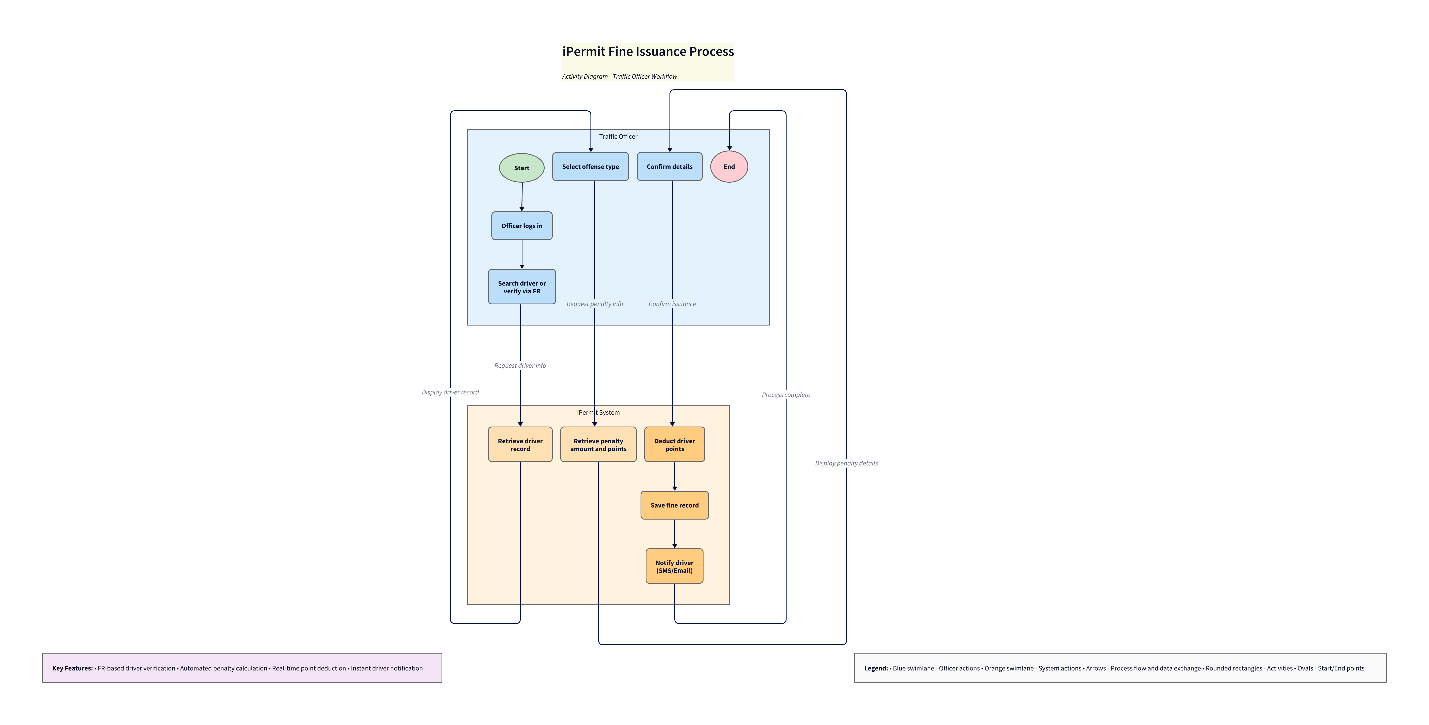 iPermit Fine Issuance Process
Activity Diagram - Traffic Officer Workflow
Traffic Officer
Start
Select offense type
Confirm details
End
Officer logs in
Search driver or
verify via FR
Request penalty info
Confirm issuance
Request driver info
Display driver record
Process complete
iPermit System
Retrieve driver
record
Retrieve penalty
amount and points
Deduct driver
points
Display penalty details
Save fine record
Notify driver
(SMS/Email)
Key Features: • FR-based driver verification • Automated penalty calculation • Real-time point deduction • Instant driver notification
Legend: • Blue swimlane - Officer actions • Orange swimlane - System actions • Arrows - Process flow and data exchange • Rounded rectangles - Activities • Ovals - Start/End points